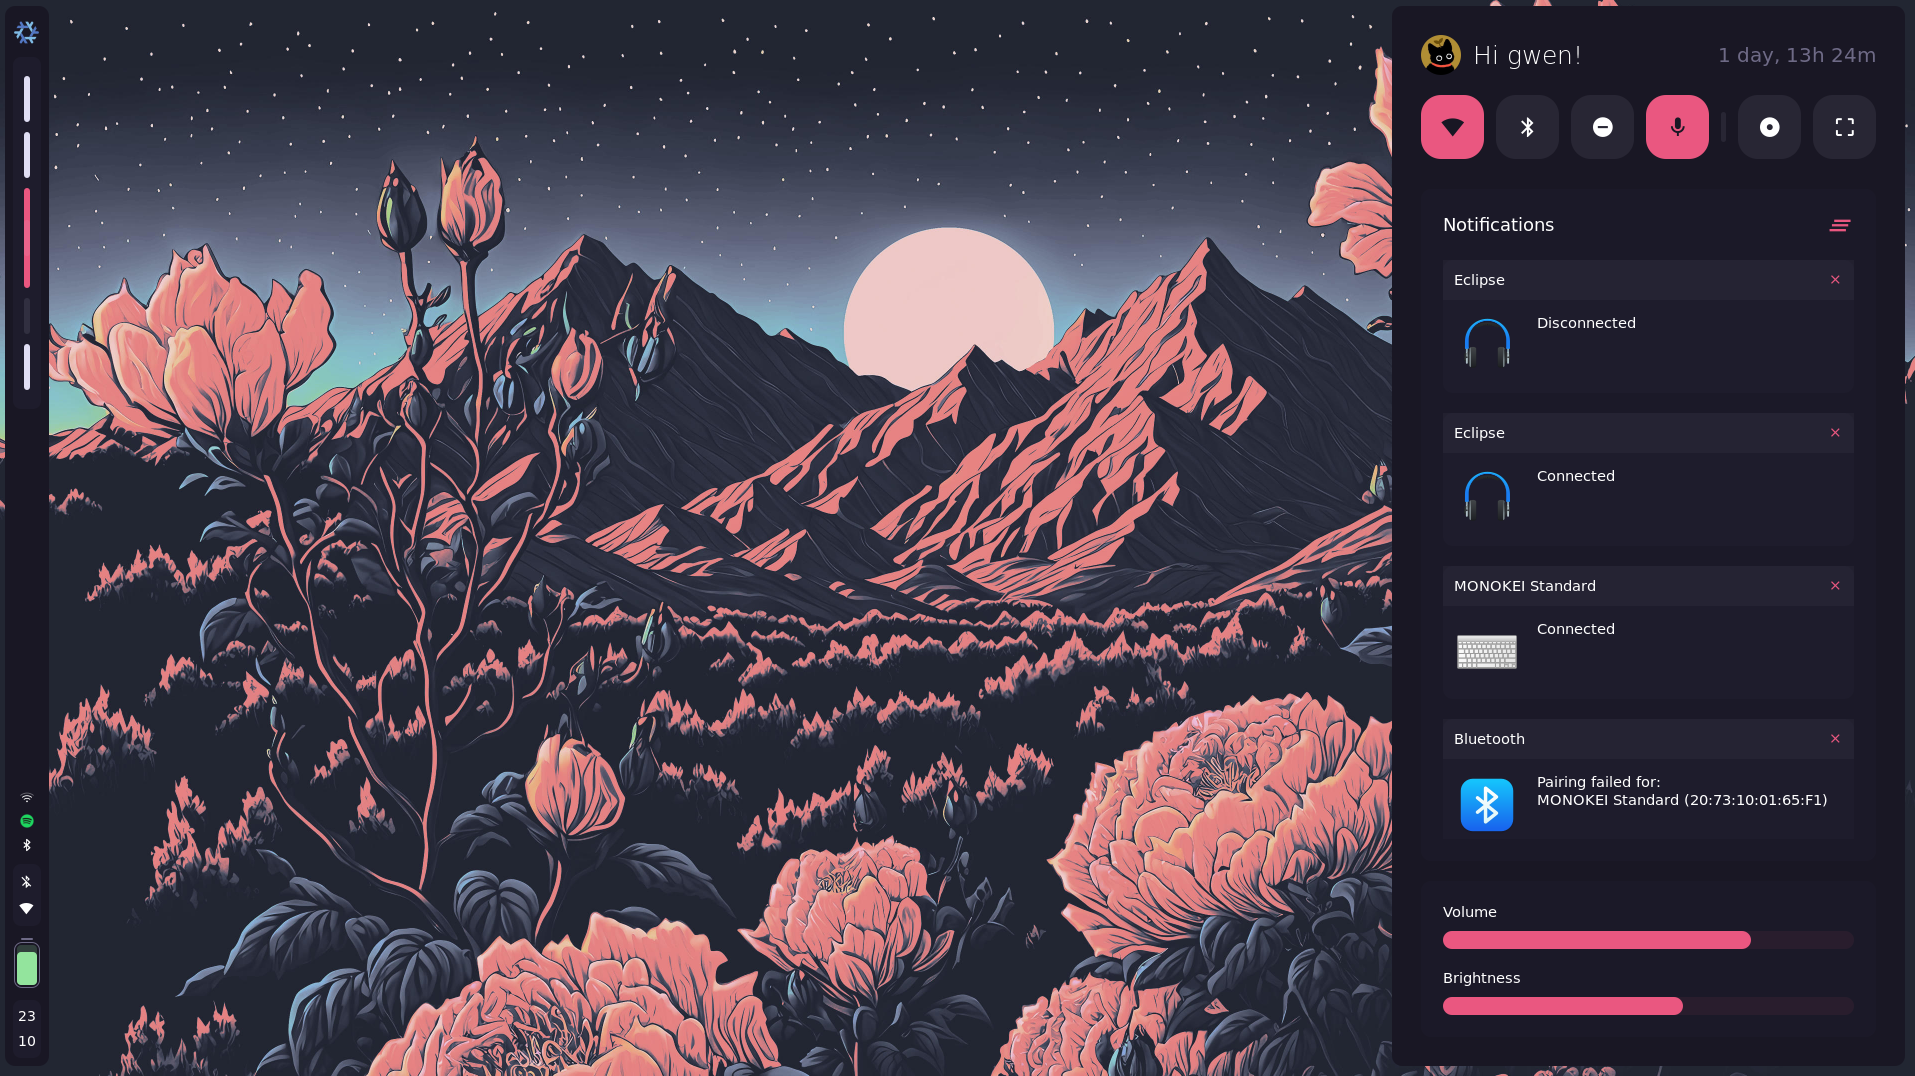 Hi gwen!
1 day, 13h 24m
Notifications
Eclipse
Disconnected
Eclipse
Connected
MONOKEI Standard
Connected
Bluetooth
Pairing failed for:
MONOKEI Standard (20:73:10:01:65:F1)
Volume
Brightness
23
10